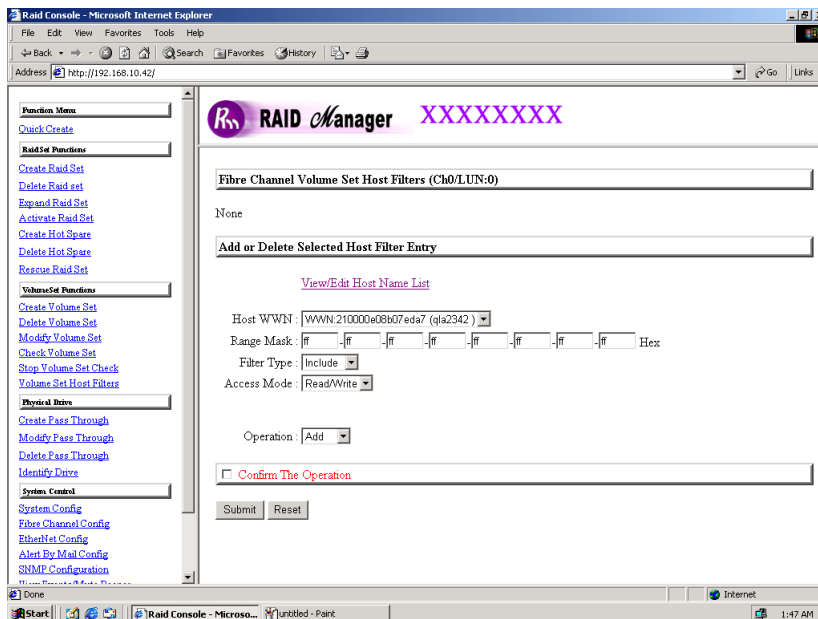 Raid Console - Microsoft Internet Explorer
File Edit View Favorites Tools Help
Back Search Favorites History
Address http://192.168.10.42/ Go Links
Function Menu
Quick Create
RaidSet Functions
Create Raid Set
Delete Raid set
Expand Raid Set
Activate Raid Set
Create Hot Spare
Delete Hot Spare
Rescue Raid Set
VolumeSet Functions
Create Volume Set
Delete Volume Set
Modify Volume Set
Check Volume Set
Stop Volume Set Check
Volume Set Host Filters
Physical Drive
Create Pass Through
Modify Pass Through
Delete Pass Through
Identify Drive
System Control
System Config
Fibre Channel Config
EtherNet Config
Alert By Mail Config
SNMP Configuration
Rm RAID Manager XXXXXXXX
Fibre Channel Volume Set Host Filters (Ch0/LUN:0)
None
Add or Delete Selected Host Filter Entry
View/Edit Host Name List
Host WWN : WWN:210000e08b07eda7 (qla2342 )
Range Mask : ff -ff -ff -ff -ff -ff -ff -ff Hex
Filter Type : Include
Access Mode : Read/Write
Operation : Add
Confirm The Operation
Submit Reset
Done Internet
Start Raid Console - Microso... untitled - Paint 1:47 AM